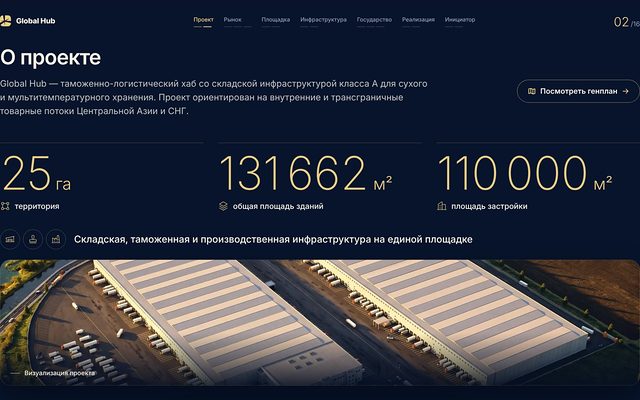 Global Hub
Проект Рынок Площадка Инфраструктура Государство Реализация Инициатор
02 /16
О проекте
Global Hub — таможенно-логистический хаб со складской инфраструктурой класса А для сухого
и мультитемпературного хранения. Проект ориентирован на внутренние и трансграничные
товарные потоки Центральной Азии и СНГ.
Посмотреть генплан →
25 га
территория
131 662 м²
общая площадь зданий
110 000 м²
площадь застройки
Складская, таможенная и производственная инфраструктура на единой площадке
Визуализация проекта